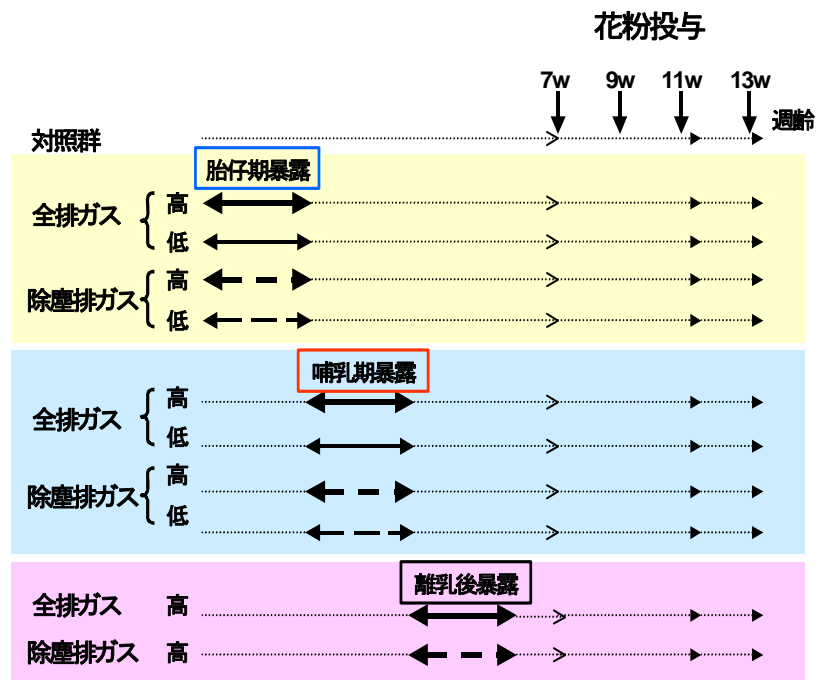 花粉投与
7w 9w 11w 13w
週齢
対照群
胎仔期暴露
全排ガス 高
低
除塵排ガス 高
低
哺乳期暴露
全排ガス 高
低
除塵排ガス 高
低
離乳後暴露
全排ガス 高
除塵排ガス 高